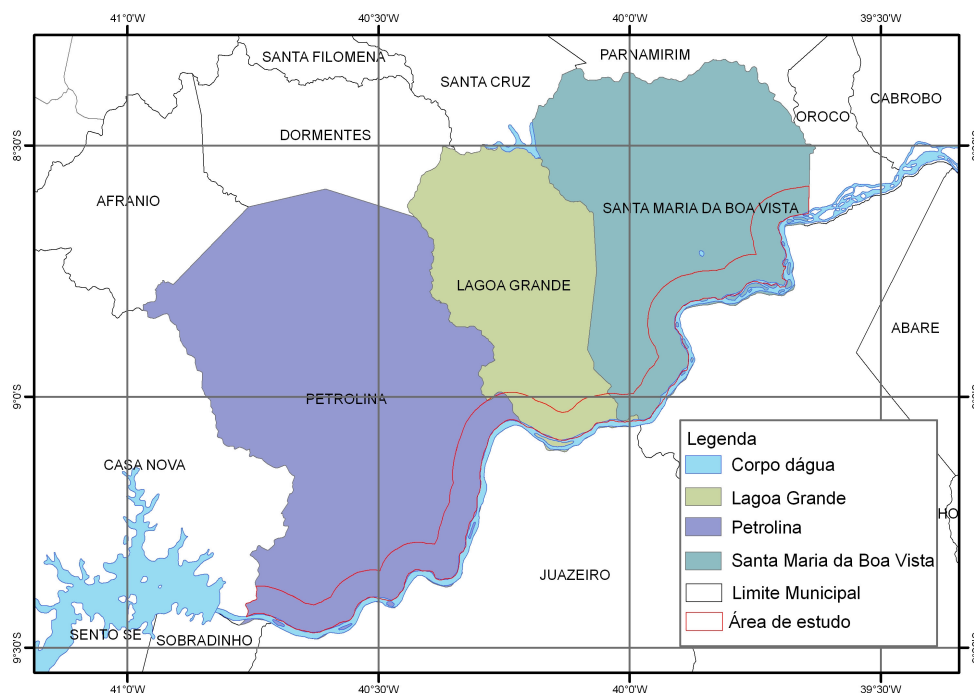 41°0'W 40°30'W 40°0'W 39°30'W
SANTA FILOMENA
PARNAMIRIM
SANTA CRUZ
CABROBO
OROCO
DORMENTES
8°30'S
AFRANIO
SANTA MARIA DA BOA VISTA
LAGOA GRANDE
ABARE
9°0'S
PETROLINA
Legenda
Corpo dágua
Lagoa Grande
Petrolina
Santa Maria da Boa Vista
Limite Municipal
Área de estudo
CASA NOVA
HO
JUAZEIRO
SENTO SE
SOBRADINHO
9°30'S
41°0'W 40°30'W 40°0'W 39°30'W